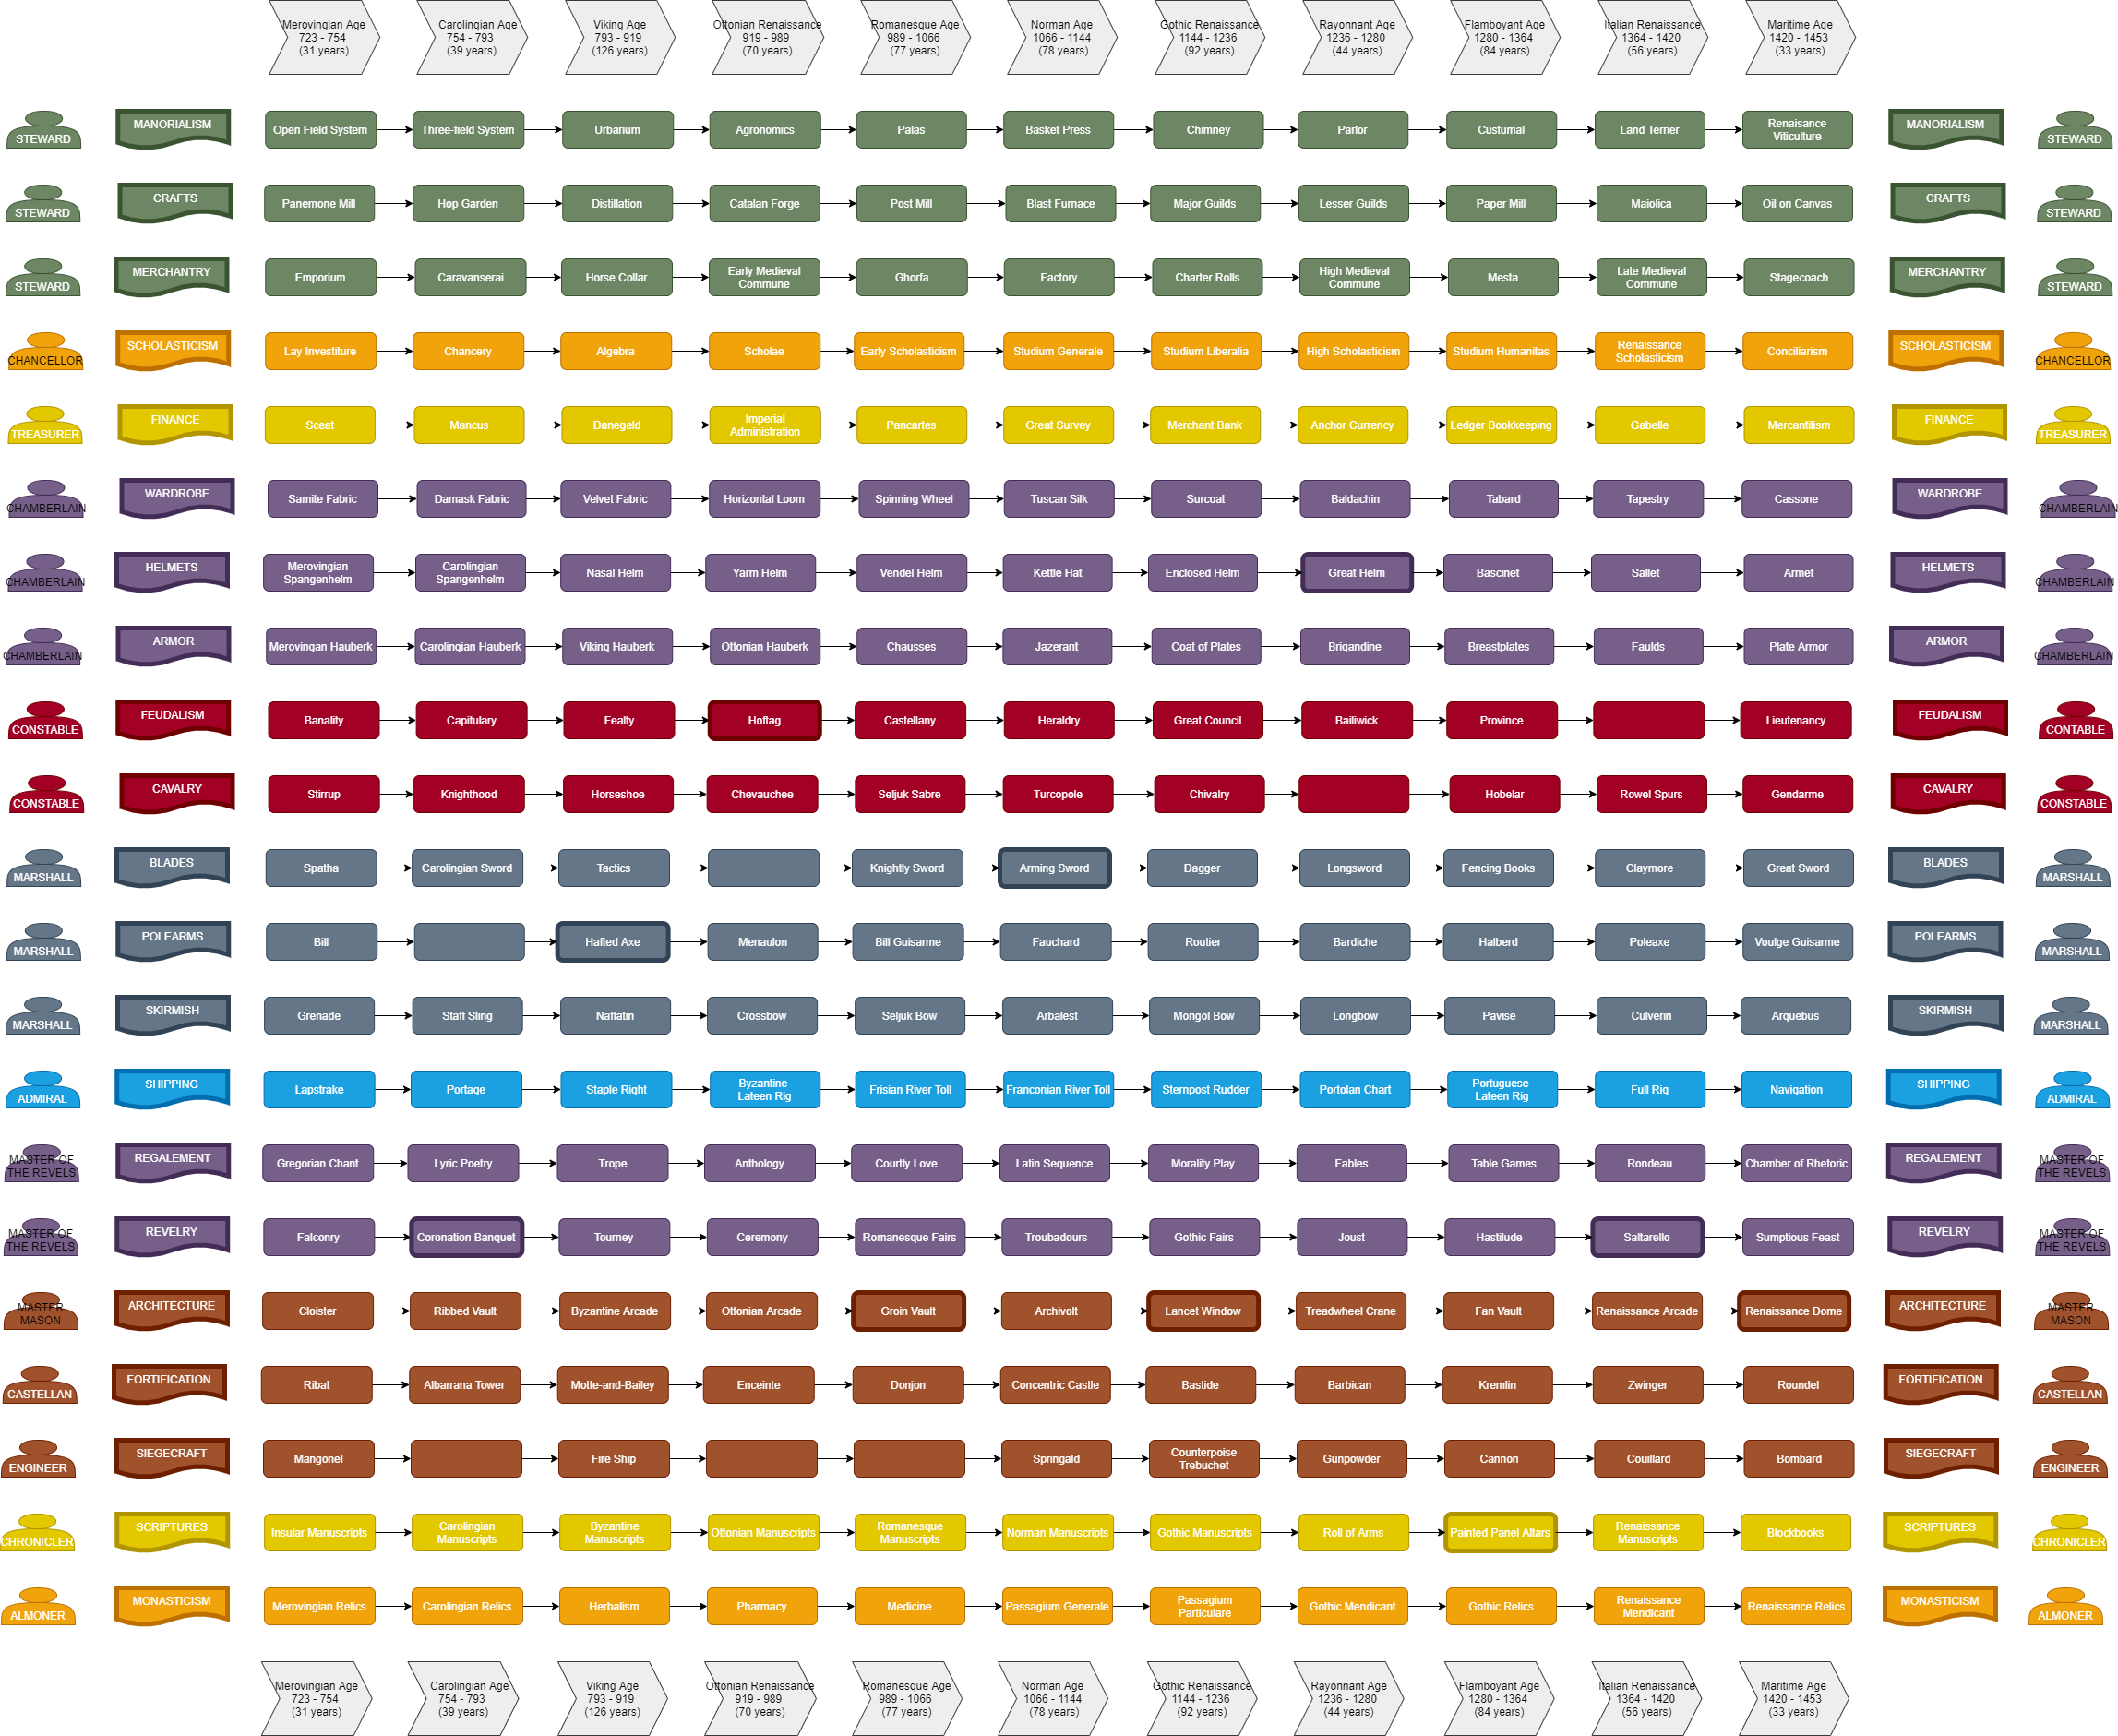 Merovingian Age
723 - 754
(31 years)
Carolingian Age
754 - 793
(39 years)
Viking Age
793 - 919
(126 years)
Ottonian Renaissance
919 - 989
(70 years)
Romanesque Age
989 - 1066
(77 years)
Norman Age
1066 - 1144
(78 years)
Gothic Renaissance
1144 - 1236
(92 years)
Rayonnant Age
1236 - 1280
(44 years)
Flamboyant Age
1280 - 1364
(84 years)
Italian Renaissance
1364 - 1420
(56 years)
Maritime Age
1420 - 1453
(33 years)
STEWARD
MANORIALISM
Open Field System
Three-field System
Urbarium
Agronomics
Palas
Basket Press
Chimney
Parlor
Custumal
Land Terrier
Renaisance
Viticulture
MANORIALISM
STEWARD
STEWARD
CRAFTS
Panemone Mill
Hop Garden
Distillation
Catalan Forge
Post Mill
Blast Furnace
Major Guilds
Lesser Guilds
Paper Mill
Maiolica
Oil on Canvas
CRAFTS
STEWARD
STEWARD
MERCHANTRY
Emporium
Caravanserai
Horse Collar
Early Medieval
Commune
Ghorfa
Factory
Charter Rolls
High Medieval
Commune
Mesta
Late Medieval
Commune
Stagecoach
MERCHANTRY
STEWARD
CHANCELLOR
SCHOLASTICISM
Lay Investiture
Chancery
Algebra
Scholae
Early Scholasticism
Studium Generale
Studium Liberalia
High Scholasticism
Studium Humanitas
Renaissance
Scholasticism
Conciliarism
SCHOLASTICISM
CHANCELLOR
TREASURER
FINANCE
Sceat
Mancus
Danegeld
Imperial
Administration
Pancartes
Great Survey
Merchant Bank
Anchor Currency
Ledger Bookkeeping
Gabelle
Mercantilism
FINANCE
TREASURER
CHAMBERLAIN
WARDROBE
Samite Fabric
Damask Fabric
Velvet Fabric
Horizontal Loom
Spinning Wheel
Tuscan Silk
Surcoat
Baldachin
Tabard
Tapestry
Cassone
WARDROBE
CHAMBERLAIN
CHAMBERLAIN
HELMETS
Merovingian
Spangenhelm
Carolingian
Spangenhelm
Nasal Helm
Yarm Helm
Vendel Helm
Kettle Hat
Enclosed Helm
Great Helm
Bascinet
Sallet
Armet
HELMETS
CHAMBERLAIN
CHAMBERLAIN
ARMOR
Merovingan Hauberk
Carolingian Hauberk
Viking Hauberk
Ottonian Hauberk
Chausses
Jazerant
Coat of Plates
Brigandine
Breastplates
Faulds
Plate Armor
ARMOR
CHAMBERLAIN
CONSTABLE
FEUDALISM
Banality
Capitulary
Fealty
Hoftag
Castellany
Heraldry
Great Council
Bailiwick
Province
Lieutenancy
FEUDALISM
CONTABLE
CONSTABLE
CAVALRY
Stirrup
Knighthood
Horseshoe
Chevauchee
Seljuk Sabre
Turcopole
Chivalry
Hobelar
Rowel Spurs
Gendarme
CAVALRY
CONSTABLE
MARSHALL
BLADES
Spatha
Carolingian Sword
Tactics
Knightly Sword
Arming Sword
Dagger
Longsword
Fencing Books
Claymore
Great Sword
BLADES
MARSHALL
MARSHALL
POLEARMS
Bill
Hafted Axe
Menaulon
Bill Guisarme
Fauchard
Routier
Bardiche
Halberd
Poleaxe
Voulge Guisarme
POLEARMS
MARSHALL
MARSHALL
SKIRMISH
Grenade
Staff Sling
Naffatin
Crossbow
Seljuk Bow
Arbalest
Mongol Bow
Longbow
Pavise
Culverin
Arquebus
SKIRMISH
MARSHALL
ADMIRAL
SHIPPING
Lapstrake
Portage
Staple Right
Byzantine
Lateen Rig
Frisian River Toll
Franconian River Toll
Sternpost Rudder
Portolan Chart
Portuguese
Lateen Rig
Full Rig
Navigation
SHIPPING
ADMIRAL
MASTER OF
THE REVELS
REGALEMENT
Gregorian Chant
Lyric Poetry
Trope
Anthology
Courtly Love
Latin Sequence
Morality Play
Fables
Table Games
Rondeau
Chamber of Rhetoric
REGALEMENT
MASTER OF
THE REVELS
MASTER OF
THE REVELS
REVELRY
Falconry
Coronation Banquet
Tourney
Ceremony
Romanesque Fairs
Troubadours
Gothic Fairs
Joust
Hastilude
Saltarello
Sumptious Feast
REVELRY
MASTER OF
THE REVELS
MASTER
MASON
ARCHITECTURE
Cloister
Ribbed Vault
Byzantine Arcade
Ottonian Arcade
Groin Vault
Archivolt
Lancet Window
Treadwheel Crane
Fan Vault
Renaissance Arcade
Renaissance Dome
ARCHITECTURE
MASTER
MASON
CASTELLAN
FORTIFICATION
Ribat
Albarrana Tower
Motte-and-Bailey
Enceinte
Donjon
Concentric Castle
Bastide
Barbican
Kremlin
Zwinger
Roundel
FORTIFICATION
CASTELLAN
ENGINEER
SIEGECRAFT
Mangonel
Fire Ship
Springald
Counterpoise
Trebuchet
Gunpowder
Cannon
Couillard
Bombard
SIEGECRAFT
ENGINEER
CHRONICLER
SCRIPTURES
Insular Manuscripts
Carolingian
Manuscripts
Byzantine
Manuscripts
Ottonian Manuscripts
Romanesque
Manuscripts
Norman Manuscripts
Gothic Manuscripts
Roll of Arms
Painted Panel Altars
Renaissance
Manuscripts
Blockbooks
SCRIPTURES
CHRONICLER
ALMONER
MONASTICISM
Merovingian Relics
Carolingian Relics
Herbalism
Pharmacy
Medicine
Passagium Generale
Passagium
Particulare
Gothic Mendicant
Gothic Relics
Renaissance
Mendicant
Renaissance Relics
MONASTICISM
ALMONER
Merovingian Age
723 - 754
(31 years)
Carolingian Age
754 - 793
(39 years)
Viking Age
793 - 919
(126 years)
Ottonian Renaissance
919 - 989
(70 years)
Romanesque Age
989 - 1066
(77 years)
Norman Age
1066 - 1144
(78 years)
Gothic Renaissance
1144 - 1236
(92 years)
Rayonnant Age
1236 - 1280
(44 years)
Flamboyant Age
1280 - 1364
(84 years)
Italian Renaissance
1364 - 1420
(56 years)
Maritime Age
1420 - 1453
(33 years)